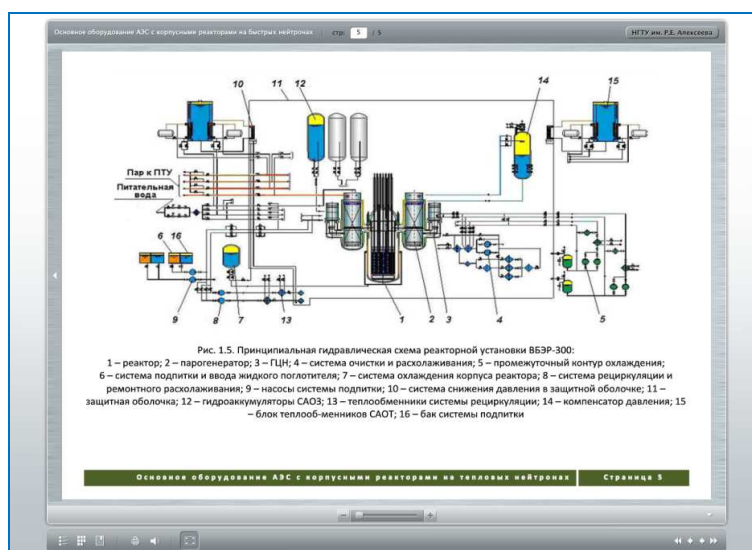 Основное оборудование АЭС с корпусными реакторами на быстрых нейтронах стр: 5 / 5
НГТУ им. Р.Е. Алексеева
10 11 12 14 15
Пар к ПТУ
Питательная
вода
6 16
9 8 7 13 1 2 3 4 5
Рис. 1.5. Принципиальная гидравлическая схема реакторной установки ВБЭР-300:
1 – реактор; 2 – парогенератор; 3 – ГЦН; 4 – система очистки и расхолаживания; 5 – промежуточный контур охлаждения;
6 – система подпитки и ввода жидкого поглотителя; 7 – система охлаждения корпуса реактора; 8 – система рециркуляции и
ремонтного расхолаживания; 9 – насосы системы подпитки; 10 – система снижения давления в защитной оболочке; 11 –
защитная оболочка; 12 – гидроаккумуляторы САОЗ; 13 – теплообменники системы рециркуляции; 14 – компенсатор давления; 15
– блок теплооб-менников САОТ; 16 – бак системы подпитки
Основное оборудование АЭС с корпусными реакторами на тепловых нейтронах Страница 5